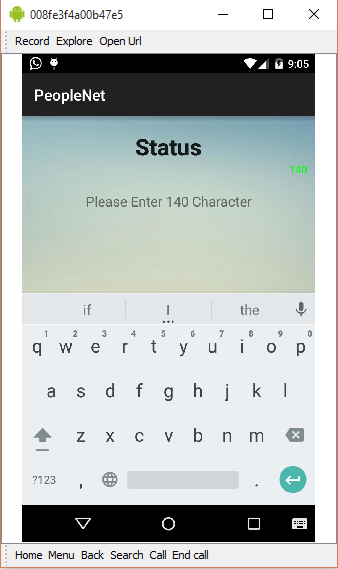 008fe3f4a00b47e5
Record Explore Open Url
9:05
PeopleNet
Status
140
Please Enter 140 Character
if I the
1 2 3 4 5 6 7 8 9 0
q w e r t y u i o p
a s d f g h j k l
z x c v b n m
?123 , .
Home Menu Back Search Call End call